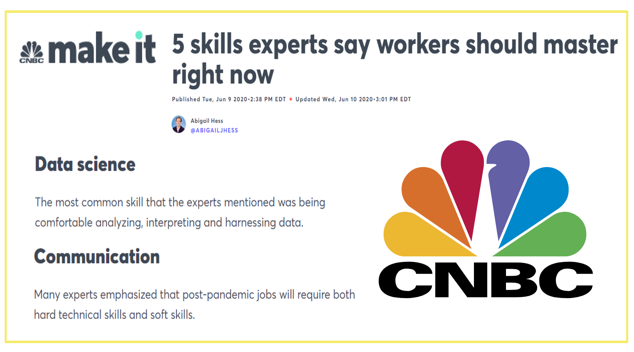 CNBC make it
5 skills experts say workers should master
right now
Published Tue, Jun 9 2020•2:38 PM EDT • Updated Wed, Jun 10 2020•3:01 PM EDT
Abigail Hess
@ABIGAILJHESS
Data science
The most common skill that the experts mentioned was being
comfortable analyzing, interpreting and harnessing data.
Communication
Many experts emphasized that post-pandemic jobs will require both
hard technical skills and soft skills.
CNBC